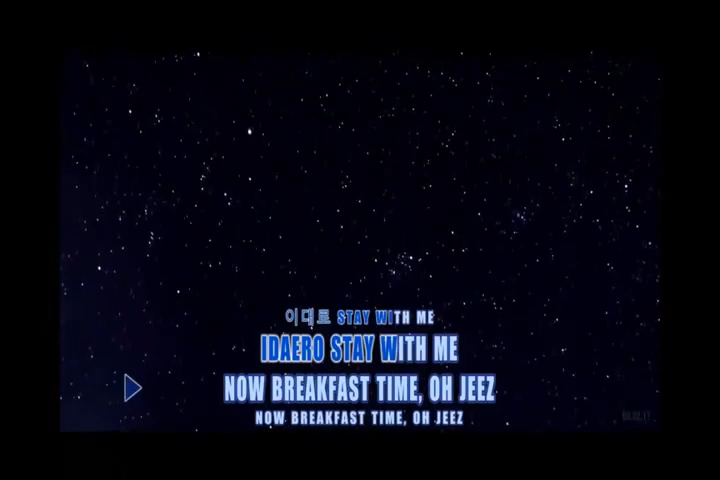 이대로 STAY WITH ME
IDAERO STAY WITH ME
NOW BREAKFAST TIME, OH JEEZ
NOW BREAKFAST TIME, OH JEEZ